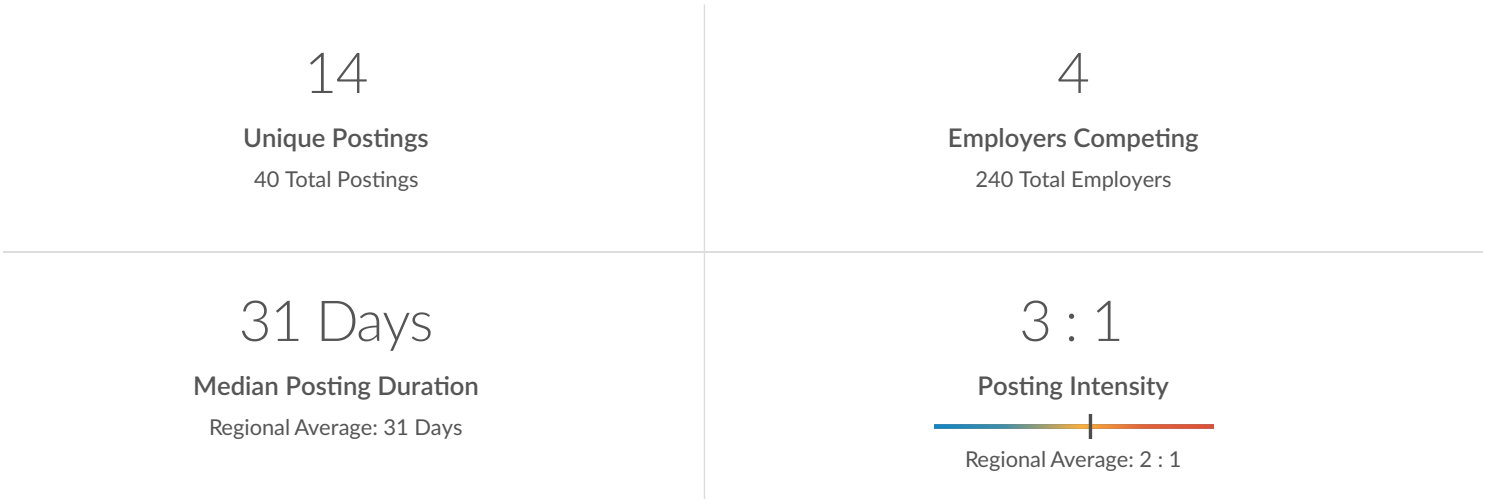 14
Unique Postings
40 Total Postings
4
Employers Competing
240 Total Employers
31 Days
Median Posting Duration
Regional Average: 31 Days
3 : 1
Posting Intensity
Regional Average: 2 : 1